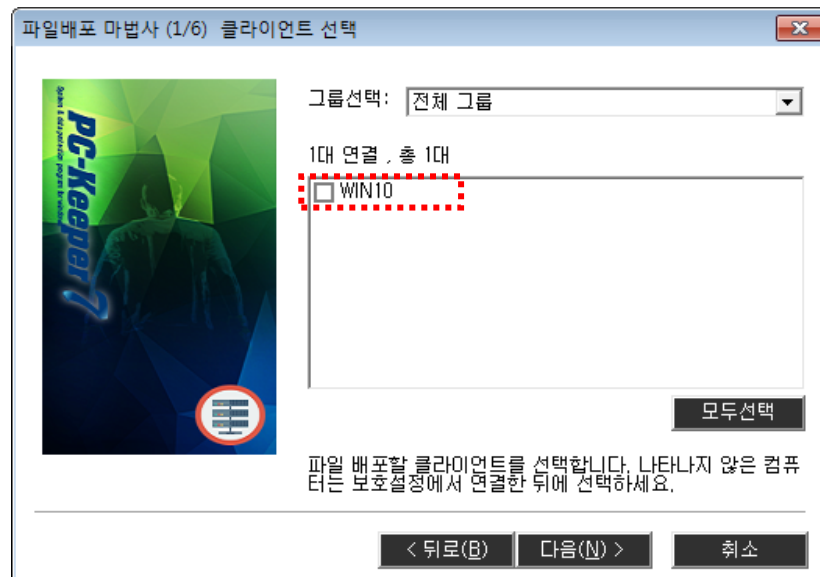 파일배포 마법사 (1/6) 클라이언트 선택
그룹선택: 전체 그룹
1대 연결 , 총 1대
WIN10
PC-Keeper 7
모두선택
파일 배포할 클라이언트를 선택합니다. 나타나지 않은 컴퓨
터는 보호설정에서 연결한 뒤에 선택하세요.
< 뒤로(B) 다음(N) > 취소